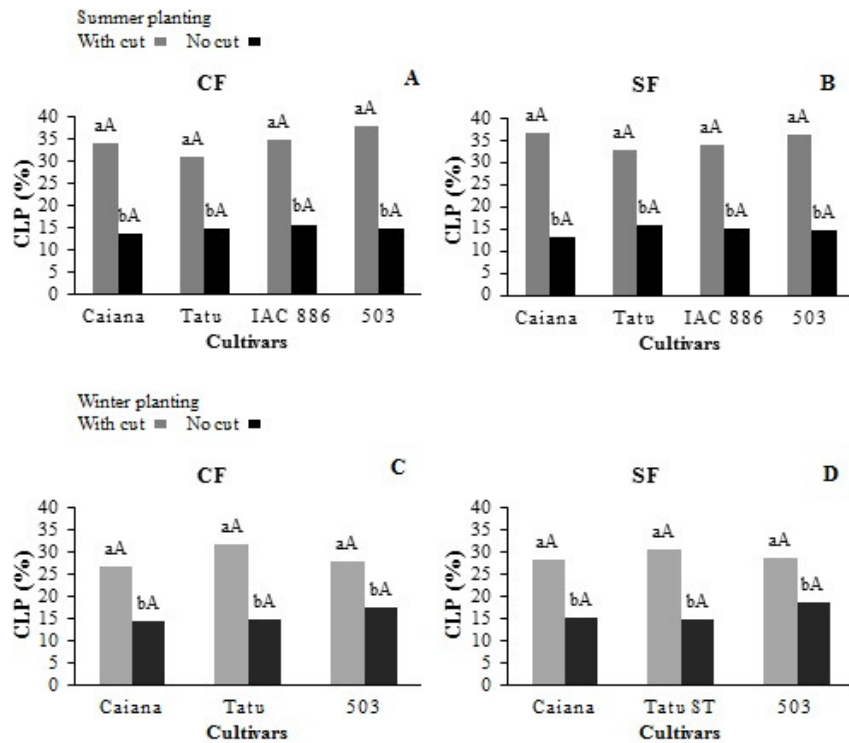 Summer planting
With cut No cut
CF
A
CLP (%)
40
35
30
25
20
15
10
5
0
aA
bA
aA
bA
aA
bA
aA
bA
Caiana Tatu IAC 886 503
Cultivars
SF
B
CLP (%)
40
35
30
25
20
15
10
5
0
aA
bA
aA
bA
aA
bA
aA
bA
Caiana Tatu IAC 886 503
Cultivars
Winter planting
With cut No cut
CF
C
CLP (%)
40
35
30
25
20
15
10
5
0
aA
bA
aA
bA
aA
bA
Caiana Tatu 503
Cultivars
SF
D
CLP (%)
40
35
30
25
20
15
10
5
0
aA
bA
aA
bA
aA
bA
Caiana Tatu ST 503
Cultivars